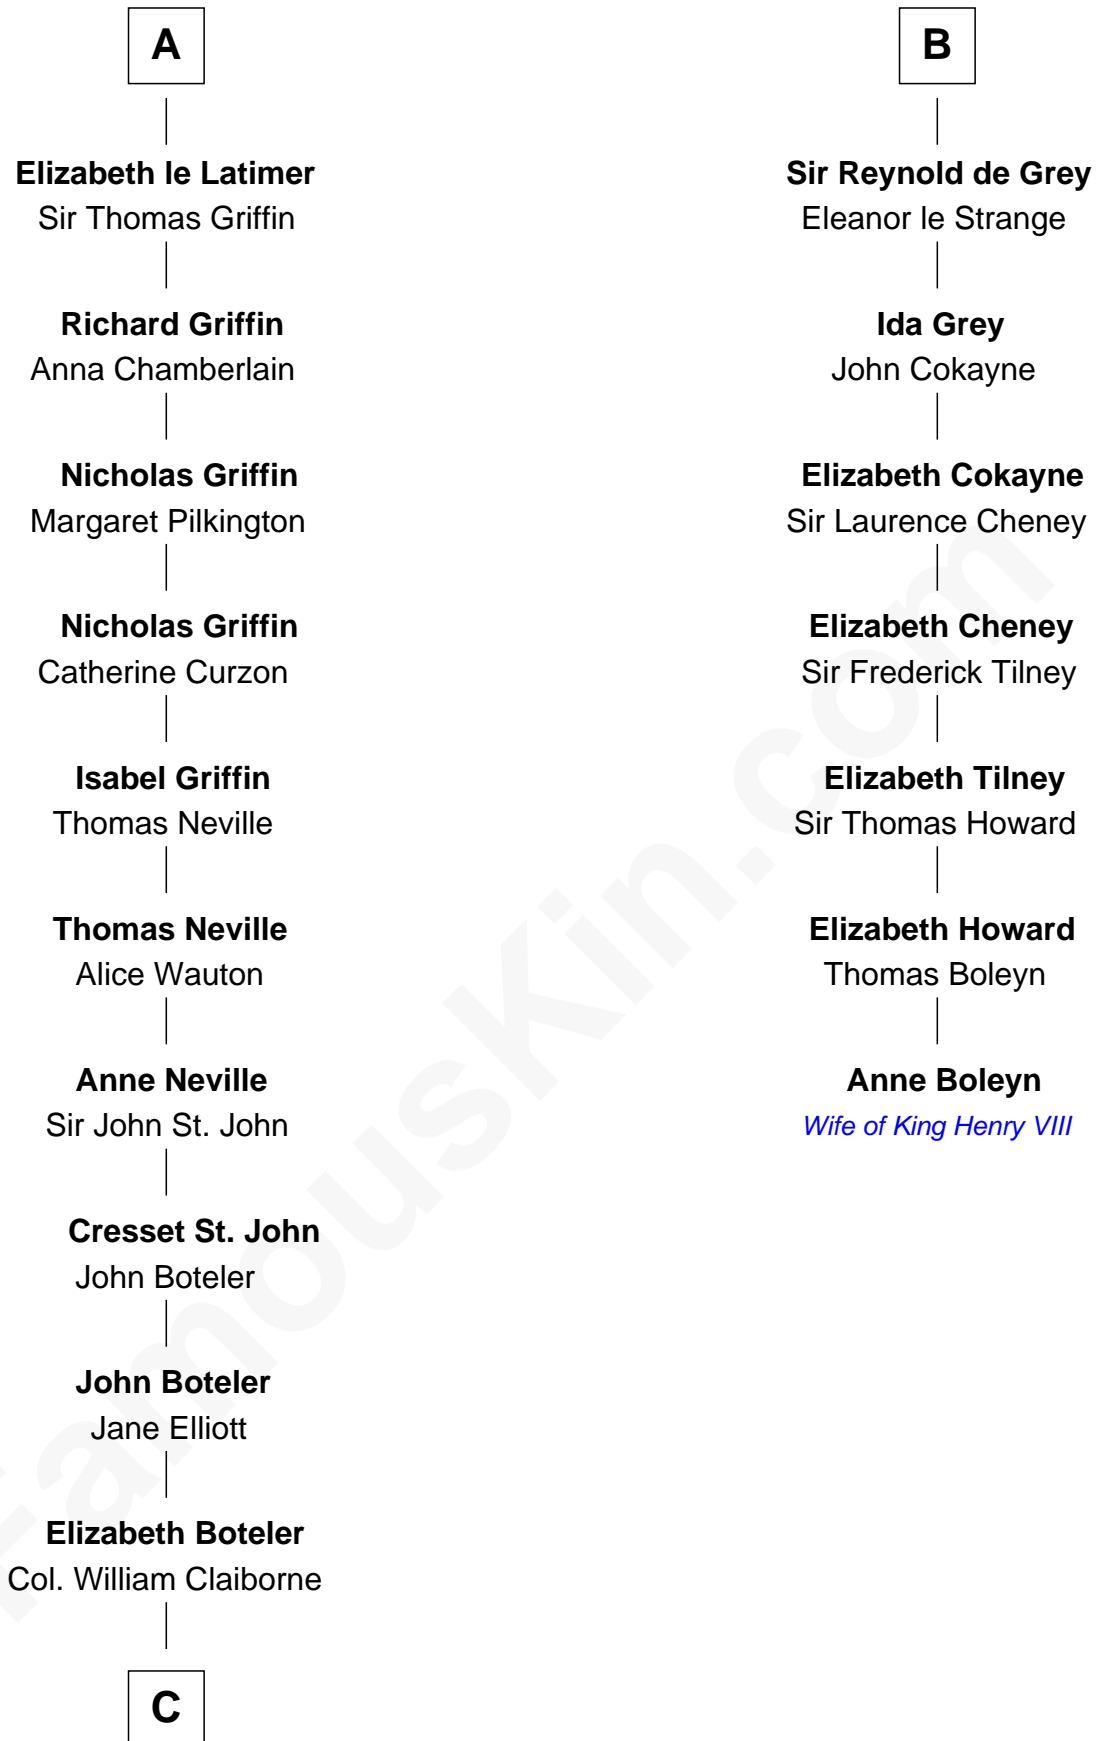 A
Elizabeth le Latimer
Sir Thomas Griffin
Richard Griffin
Anna Chamberlain
Nicholas Griffin
Margaret Pilkington
Nicholas Griffin
Catherine Curzon
Isabel Griffin
Thomas Neville
Thomas Neville
Alice Wauton
Anne Neville
Sir John St. John
Cresset St. John
John Boteler
John Boteler
Jane Elliott
Elizabeth Boteler
Col. William Claiborne
C
B
Sir Reynold de Grey
Eleanor le Strange
Ida Grey
John Cokayne
Elizabeth Cokayne
Sir Laurence Cheney
Elizabeth Cheney
Sir Frederick Tilney
Elizabeth Tilney
Sir Thomas Howard
Elizabeth Howard
Thomas Boleyn
Anne Boleyn
Wife of King Henry VIII
FamousKin.com